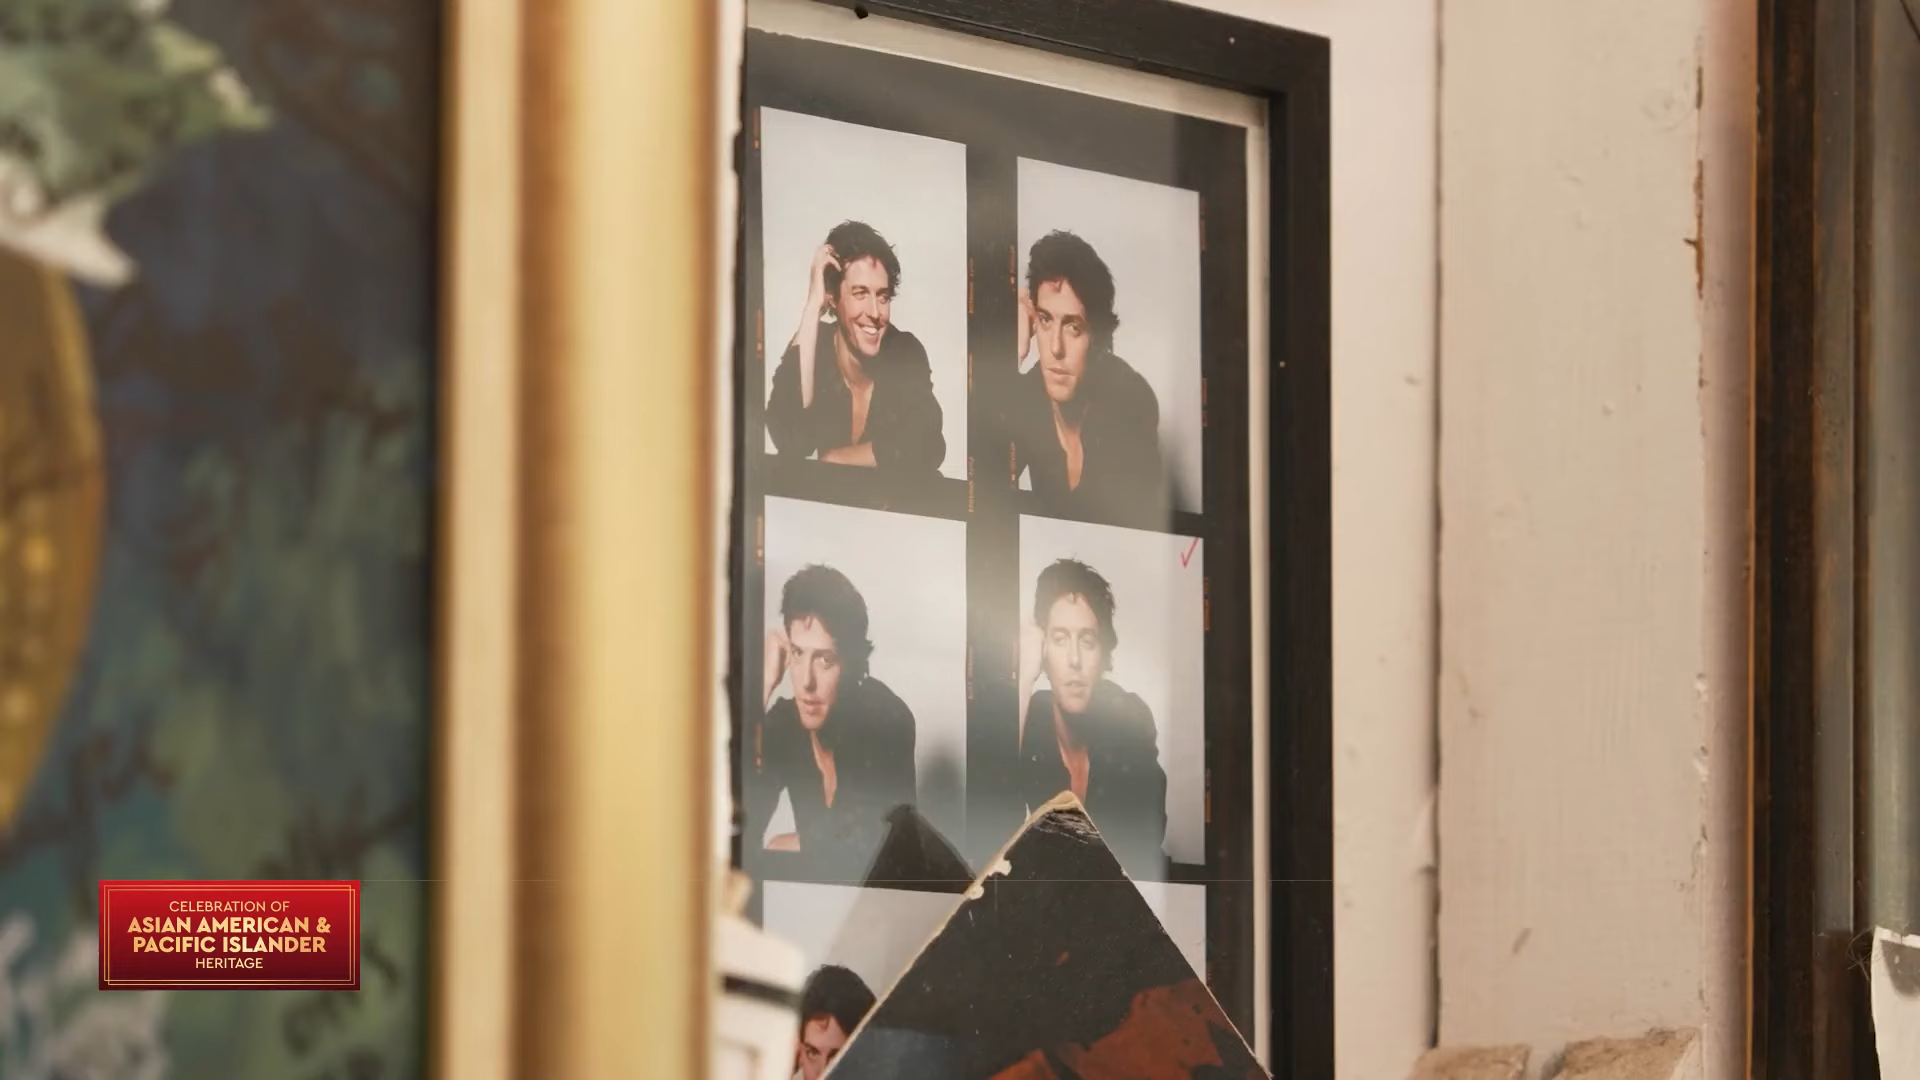 CELEBRATION OF
ASIAN AMERICAN &
PACIFIC ISLANDER
HERITAGE